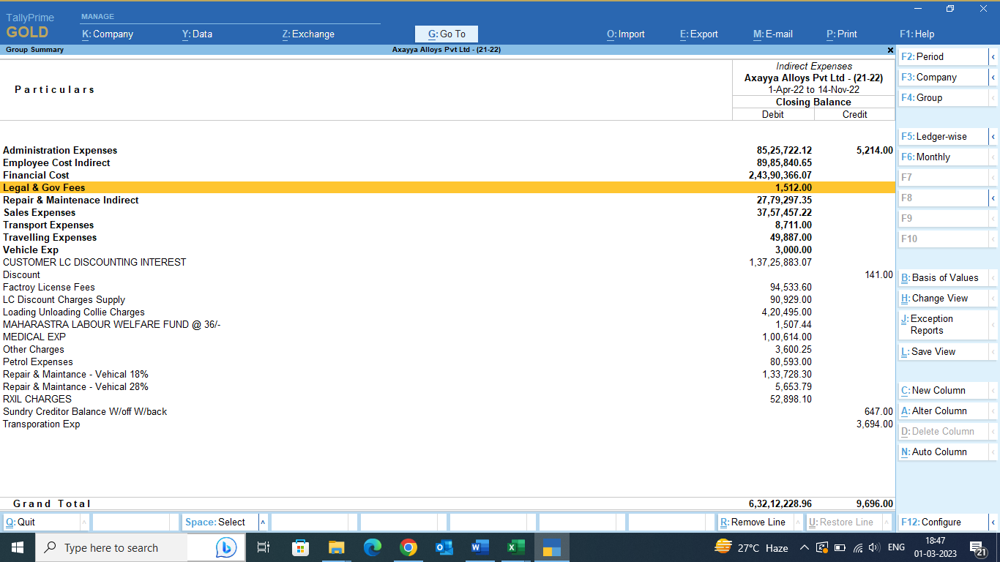 TallyPrime
GOLD
MANAGE
K: Company Y: Data Z: Exchange G: Go To O: Import E: Export M: E-mail P: Print F1: Help
Group Summary Axayya Alloys Pvt Ltd - (21-22)
Particulars
Indirect Expenses
Axayya Alloys Pvt Ltd - (21-22)
1-Apr-22 to 14-Nov-22
Closing Balance
Debit Credit
Administration Expenses 85,25,722.12 5,214.00
Employee Cost Indirect 89,85,840.65
Financial Cost 2,43,90,366.07
Legal & Gov Fees 1,512.00
Repair & Maintenace Indirect 27,79,297.35
Sales Expenses 37,57,457.22
Transport Expenses 8,711.00
Travelling Expenses 49,887.00
Vehicle Exp 3,000.00
CUSTOMER LC DISCOUNTING INTEREST 1,37,25,883.07
Discount 141.00
Factroy License Fees 94,533.60
LC Discount Charges Supply 90,929.00
Loading Unloading Collie Charges 4,20,495.00
MAHARASTRA LABOUR WELFARE FUND @ 36/- 1,507.44
MEDICAL EXP 1,00,614.00
Other Charges 3,600.25
Petrol Expenses 80,593.00
Repair & Maintance - Vehical 18% 1,33,728.30
Repair & Maintance - Vehical 28% 5,653.79
RXIL CHARGES 52,898.10
Sundry Creditor Balance W/off W/back 647.00
Transporation Exp 3,694.00
Grand Total 6,32,12,228.96 9,696.00
F2: Period
F3: Company
F4: Group
F5: Ledger-wise
F6: Monthly
F7
F8
F9
F10
B: Basis of Values
H: Change View
J: Exception
Reports
L: Save View
C: New Column
A: Alter Column
D: Delete Column
N: Auto Column
Q: Quit Space: Select R: Remove Line U: Restore Line F12: Configure
Type here to search 27°C Haze ENG 18:47
01-03-2023
21